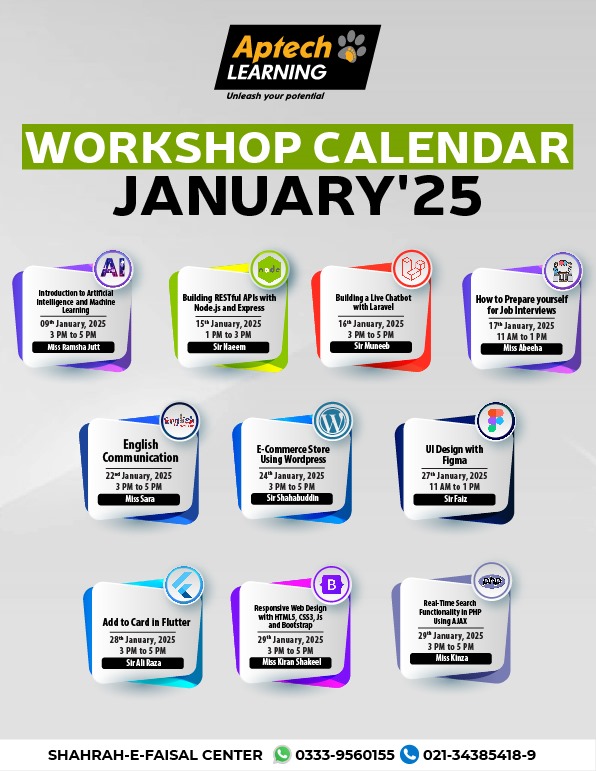 Aptech
LEARNING
Unleash your potential
WORKSHOP CALENDAR
JANUARY'25
AI
Introduction to Artificial
Intelligence and Machine
Learning
09th January, 2025
3 PM to 5 PM
Miss Ramsha Jutt
node
Building RESTful APIs with
Node.js and Express
15th January, 2025
1 PM to 3 PM
Sir Naeem
Building a Live Chatbot
with Laravel
16th January, 2025
3 PM to 5 PM
Sir Muneeb
How to Prepare yourself
for Job Interviews
17th January, 2025
11 AM to 1 PM
Miss Abeeha
English
English
Communication
22nd January, 2025
3 PM to 5 PM
Miss Sara
E-Commerce Store
Using Wordpress
24th January, 2025
3 PM to 5 PM
Sir Shahabuddin
UI Design with
Figma
27th January, 2025
11 AM to 1 PM
Sir Faiz
Add to Card in Flutter
28th January, 2025
3 PM to 5 PM
Sir Ali Raza
B
Responsive Web Design
with HTML5, CSS3, Js
and Bootstrap
29th January, 2025
3 PM to 5 PM
Miss Kiran Shakeel
php
Real-Time Search
Functionality in PHP
Using AJAX
29th January, 2025
3 PM to 5 PM
Miss Kinza
SHAHRAH-E-FAISAL CENTER 0333-9560155 021-34385418-9